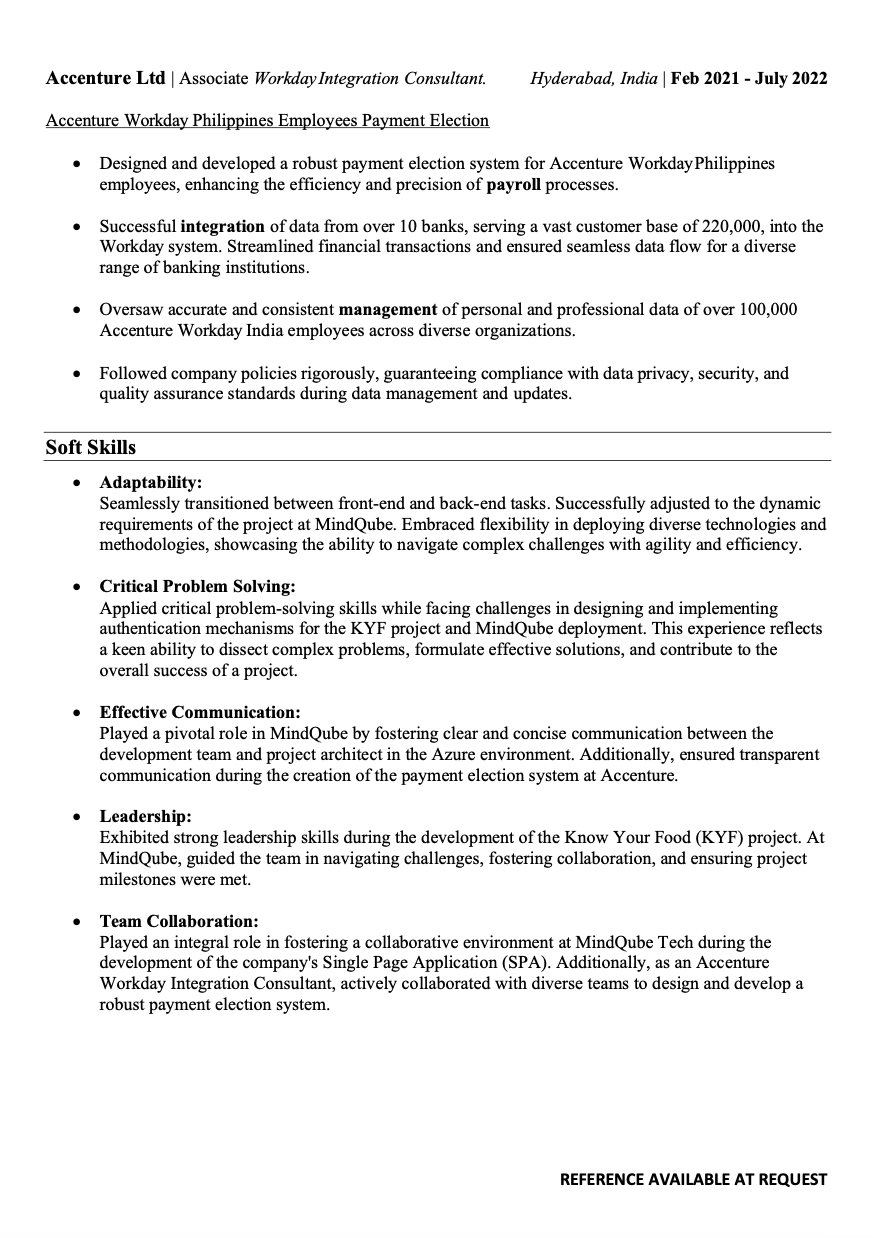 Accenture Ltd | Associate Workday Integration Consultant. Hyderabad, India | Feb 2021 - July 2022
Accenture Workday Philippines Employees Payment Election
• Designed and developed a robust payment election system for Accenture Workday Philippines
employees, enhancing the efficiency and precision of payroll processes.
• Successful integration of data from over 10 banks, serving a vast customer base of 220,000, into the
Workday system. Streamlined financial transactions and ensured seamless data flow for a diverse
range of banking institutions.
• Oversaw accurate and consistent management of personal and professional data of over 100,000
Accenture Workday India employees across diverse organizations.
• Followed company policies rigorously, guaranteeing compliance with data privacy, security, and
quality assurance standards during data management and updates.
Soft Skills
• Adaptability:
Seamlessly transitioned between front-end and back-end tasks. Successfully adjusted to the dynamic
requirements of the project at MindQube. Embraced flexibility in deploying diverse technologies and
methodologies, showcasing the ability to navigate complex challenges with agility and efficiency.
• Critical Problem Solving:
Applied critical problem-solving skills while facing challenges in designing and implementing
authentication mechanisms for the KYF project and MindQube deployment. This experience reflects
a keen ability to dissect complex problems, formulate effective solutions, and contribute to the
overall success of a project.
• Effective Communication:
Played a pivotal role in MindQube by fostering clear and concise communication between the
development team and project architect in the Azure environment. Additionally, ensured transparent
communication during the creation of the payment election system at Accenture.
• Leadership:
Exhibited strong leadership skills during the development of the Know Your Food (KYF) project. At
MindQube, guided the team in navigating challenges, fostering collaboration, and ensuring project
milestones were met.
• Team Collaboration:
Played an integral role in fostering a collaborative environment at MindQube Tech during the
development of the company's Single Page Application (SPA). Additionally, as an Accenture
Workday Integration Consultant, actively collaborated with diverse teams to design and develop a
robust payment election system.
REFERENCE AVAILABLE AT REQUEST